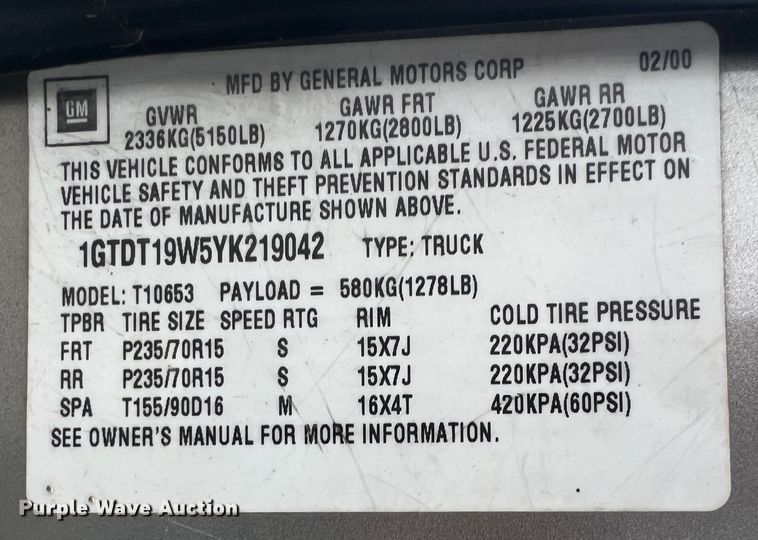 MFD BY GENERAL MOTORS CORP 02/00
GM
GVWR GAWR FRT GAWR RR
2336KG(5150LB) 1270KG(2800LB) 1225KG(2700LB)
THIS VEHICLE CONFORMS TO ALL APPLICABLE U.S. FEDERAL MOTOR
VEHICLE SAFETY AND THEFT PREVENTION STANDARDS IN EFFECT ON
THE DATE OF MANUFACTURE SHOWN ABOVE.
1GTDT19W5YK219042 TYPE: TRUCK
MODEL: T10653 PAYLOAD = 580KG(1278LB)
TPBR TIRE SIZE SPEED RTG RIM COLD TIRE PRESSURE
FRT P235/70R15 S 15X7J 220KPA(32PSI)
RR P235/70R15 S 15X7J 220KPA(32PSI)
SPA T155/90D16 M 16X4T 420KPA(60PSI)
SEE OWNER'S MANUAL FOR MORE INFORMATION.
Purple Wave Auction